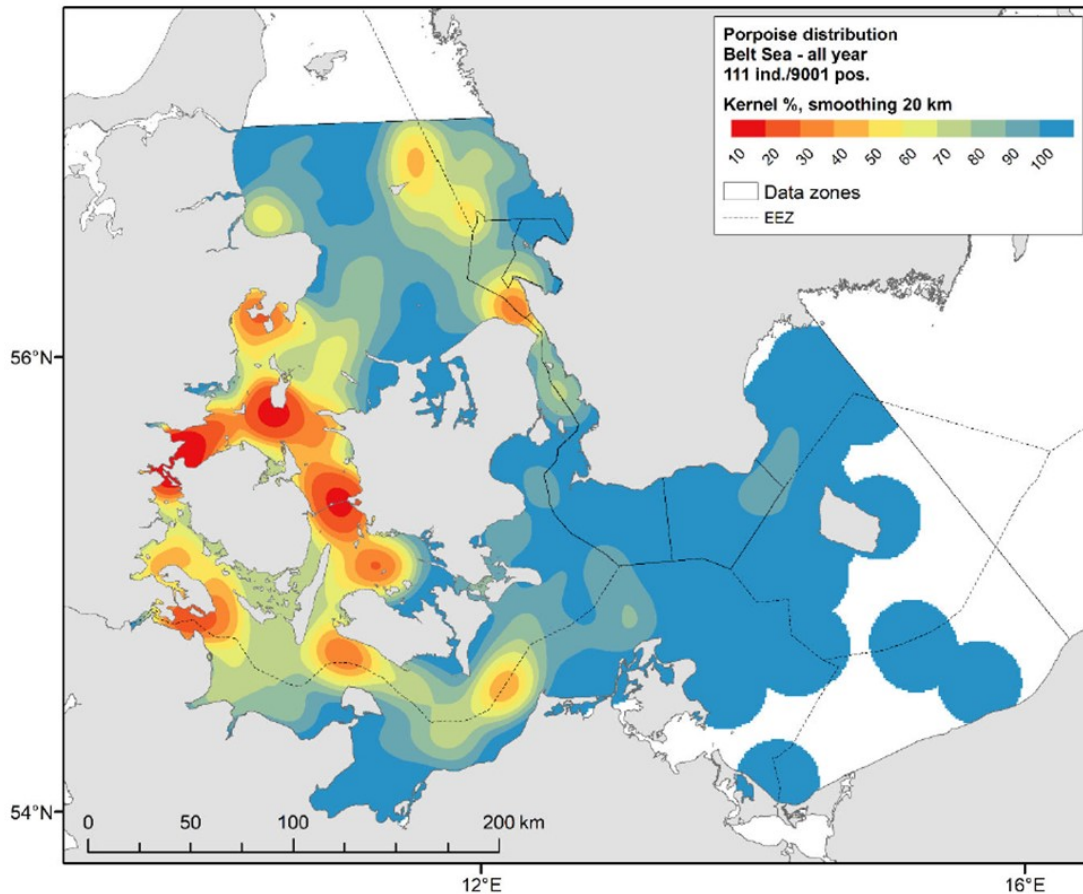 Porpoise distribution
Belt Sea - all year
111 ind./9001 pos.
Kernel %, smoothing 20 km
10 20 30 40 50 60 70 80 90 100
Data zones
EEZ
56°N
54°N
0 50 100 200 km
12°E 16°E